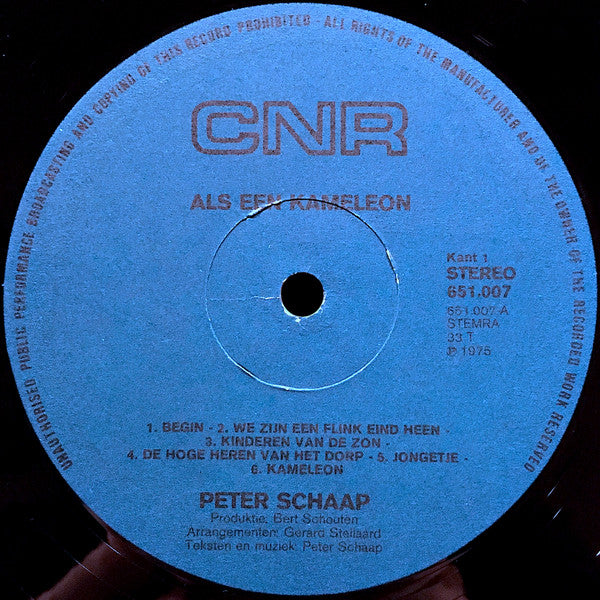 UNAUTHORISED PUBLIC PERFORMANCE BROADCASTING AND COPYING OF THIS RECORD PROHIBITED - ALL RIGHTS OF THE MANUFACTURER AND OF THE OWNER OF THE RECORDED WORK RESERVED
CNR
ALS EEN KAMELEON
Kant 1
STEREO
651.007
651.007 A
STEMRA
33 T
℗ 1975
1. BEGIN - 2. WE ZIJN EEN FLINK EIND HEEN -
3. KINDEREN VAN DE ZON -
4. DE HOGE HEREN VAN HET DORP - 5. JONGETJE -
6. KAMELEON
PETER SCHAAP
Produktie: Bert Schouten
Arrangementen: Gerard Stellaard
Teksten en muziek: Peter Schaap